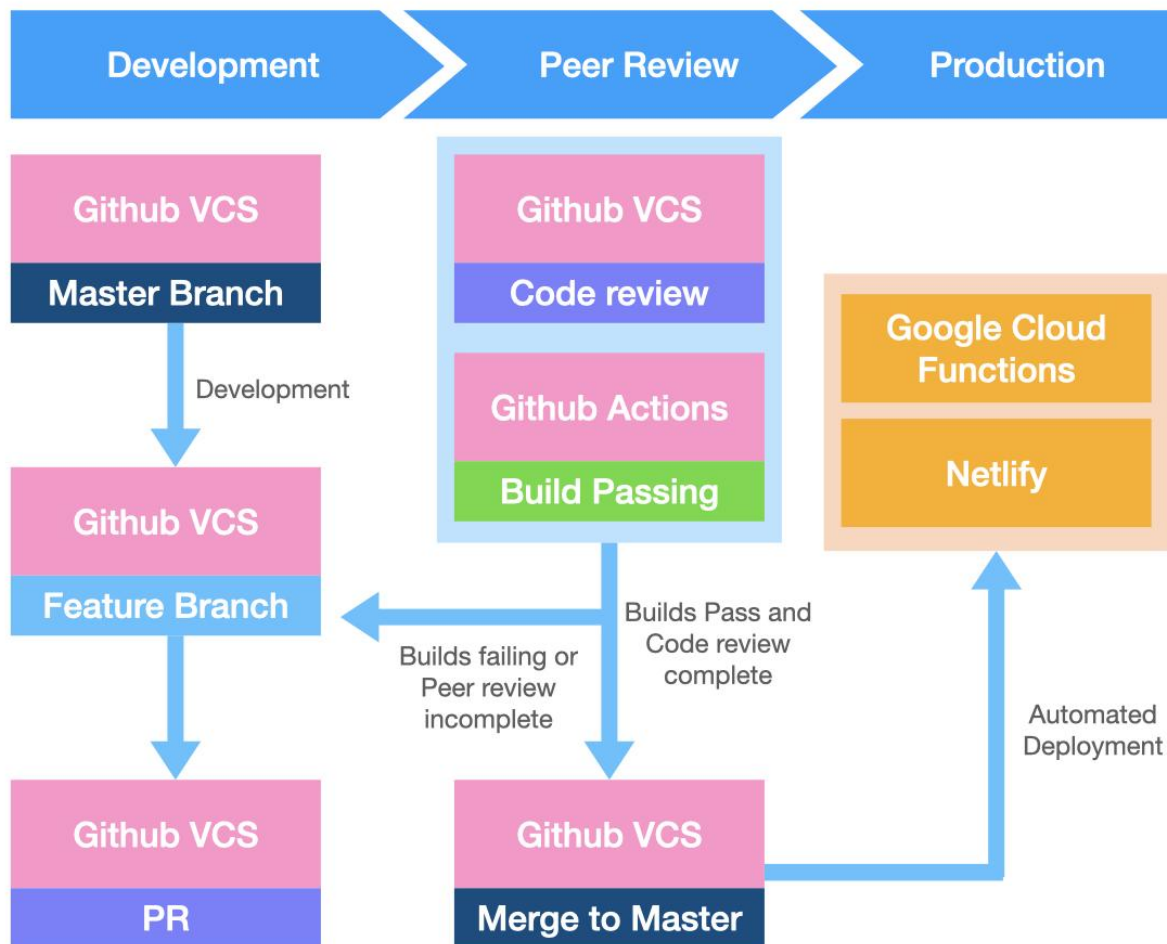 Development
Peer Review
Production
Github VCS
Master Branch
Development
Github VCS
Feature Branch
Github VCS
PR
Github VCS
Code review
Github Actions
Build Passing
Builds failing or
Peer review
incomplete
Builds Pass and
Code review
complete
Github VCS
Merge to Master
Google Cloud
Functions
Netlify
Automated
Deployment